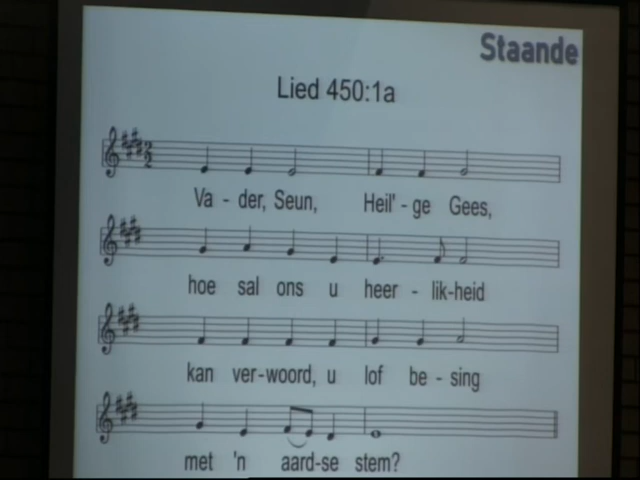 Staande
Lied 450:1a
Va - der, Seun, Heil' - ge Gees,
hoe sal ons u heer - lik-heid
kan ver-woord, u lof be - sing
met 'n aard-se stem?